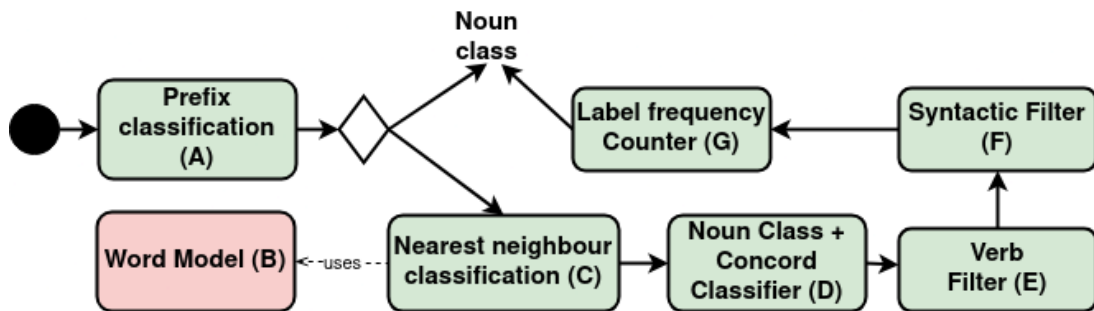 Noun
class
Prefix
classification
(A)
Label frequency
Counter (G)
Syntactic Filter
(F)
Word Model (B)
uses
Nearest neighbour
classification (C)
Noun Class +
Concord
Classifier (D)
Verb
Filter (E)